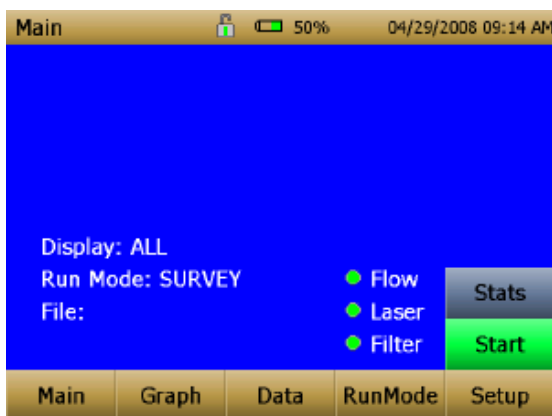 Main 50% 04/29/2008 09:14 AM
Display: ALL
Run Mode: SURVEY
File:
Flow
Laser
Filter
Stats
Start
Main Graph Data RunMode Setup